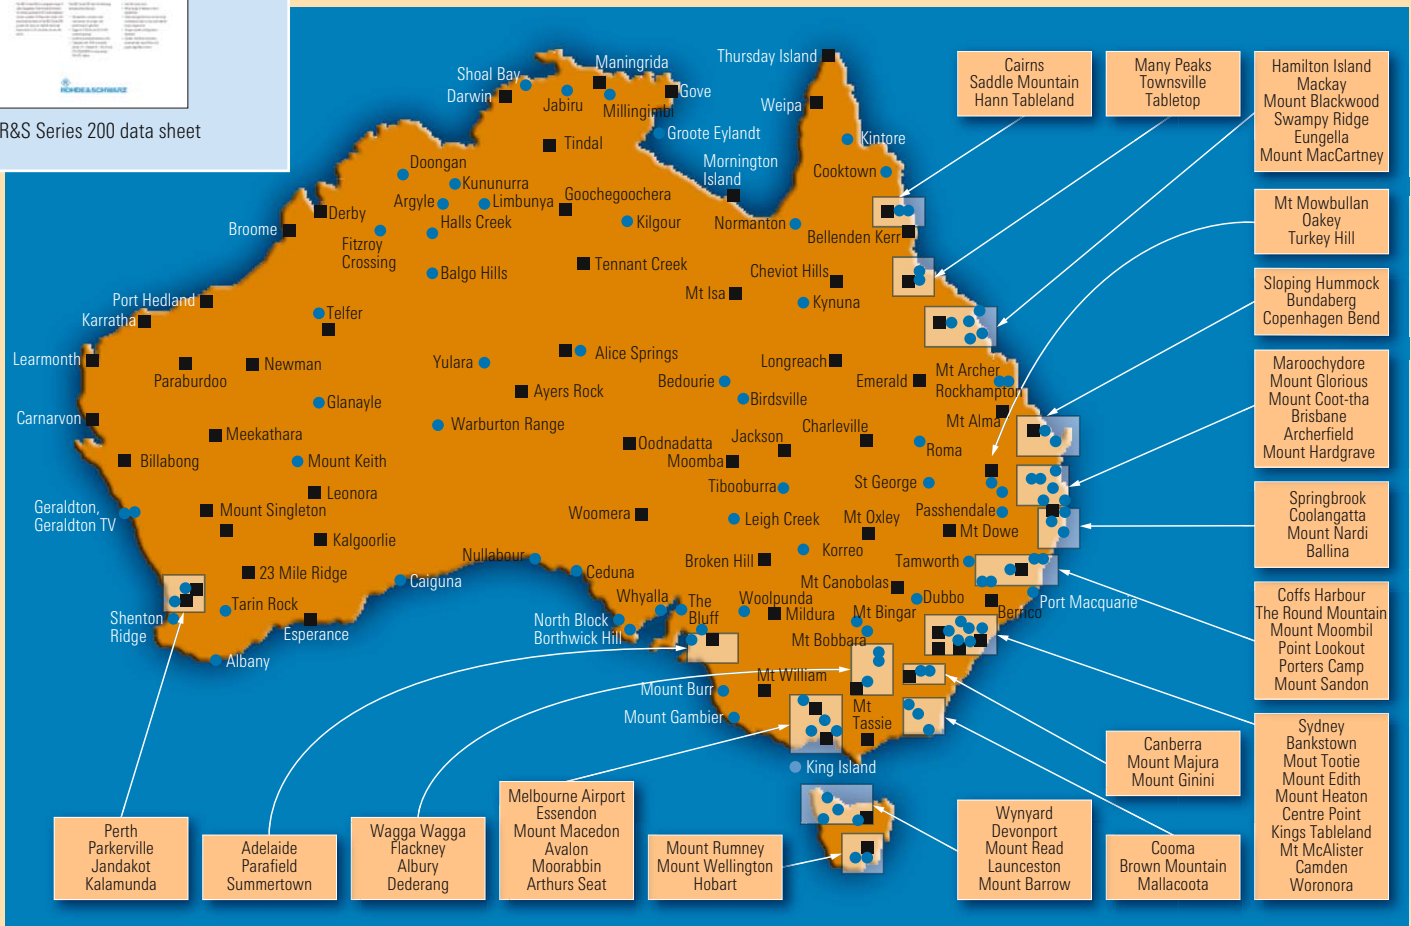 ROHDE&SCHWARZ
R&S Series 200 data sheet
Thursday Island
Maningrida
Shoal Bay
Darwin
Jabiru
Millingimbi
Gove
Weipa
Groote Eylandt
Kintore
Tindal
Mornington
Island
Cooktown
Doongan
Kununurra
Argyle
Limbunya
Goochegoochera
Derby
Halls Creek
Kilgour
Normanton
Bellenden Kerr
Broome
Fitzroy
Crossing
Balgo Hills
Tennant Creek
Cheviot Hills
Mt Isa
Kynuna
Port Hedland
Karratha
Telfer
Learmonth
Paraburdoo
Newman
Yulara
Alice Springs
Longreach
Emerald
Mt Archer
Rockhampton
Bedourie
Birdsville
Ayers Rock
Glanayle
Carnarvon
Mt Alma
Warburton Range
Charleville
Meekathara
Oodnadatta
Jackson
Roma
Billabong
Mount Keith
Moomba
Tibooburra
St George
Leonora
Geraldton,
Geraldton TV
Mount Singleton
Woomera
Leigh Creek
Mt Oxley
Passhendale
Mt Dowe
Kalgoorlie
Nullabour
Broken Hill
Korreo
Tamworth
23 Mile Ridge
Caiguna
Ceduna
Mt Canobolas
Dubbo
Port Macquarie
Tarin Rock
Whyalla
The
Bluff
Woolpunda
Mildura
Mt Bingar
Berrico
Shenton
Ridge
Esperance
North Block
Borthwick Hill
Mt Bobbara
Albany
Mt William
Mount Burr
Mount Gambier
Mt
Tassie
King Island
Cairns
Saddle Mountain
Hann Tableland
Many Peaks
Townsville
Tabletop
Hamilton Island
Mackay
Mount Blackwood
Swampy Ridge
Eungella
Mount MacCartney
Mt Mowbullan
Oakey
Turkey Hill
Sloping Hummock
Bundaberg
Copenhagen Bend
Maroochydore
Mount Glorious
Mount Coot-tha
Brisbane
Archerfield
Mount Hardgrave
Springbrook
Coolangatta
Mount Nardi
Ballina
Coffs Harbour
The Round Mountain
Mount Moombil
Point Lookout
Porters Camp
Mount Sandon
Sydney
Bankstown
Mout Tootie
Mount Edith
Mount Heaton
Centre Point
Kings Tableland
Mt McAlister
Camden
Woronora
Canberra
Mount Majura
Mount Ginini
Cooma
Brown Mountain
Mallacoota
Wynyard
Devonport
Mount Read
Launceston
Mount Barrow
Mount Rumney
Mount Wellington
Hobart
Melbourne Airport
Essendon
Mount Macedon
Avalon
Moorabbin
Arthurs Seat
Wagga Wagga
Flackney
Albury
Dederang
Adelaide
Parafield
Summertown
Perth
Parkerville
Jandakot
Kalamunda